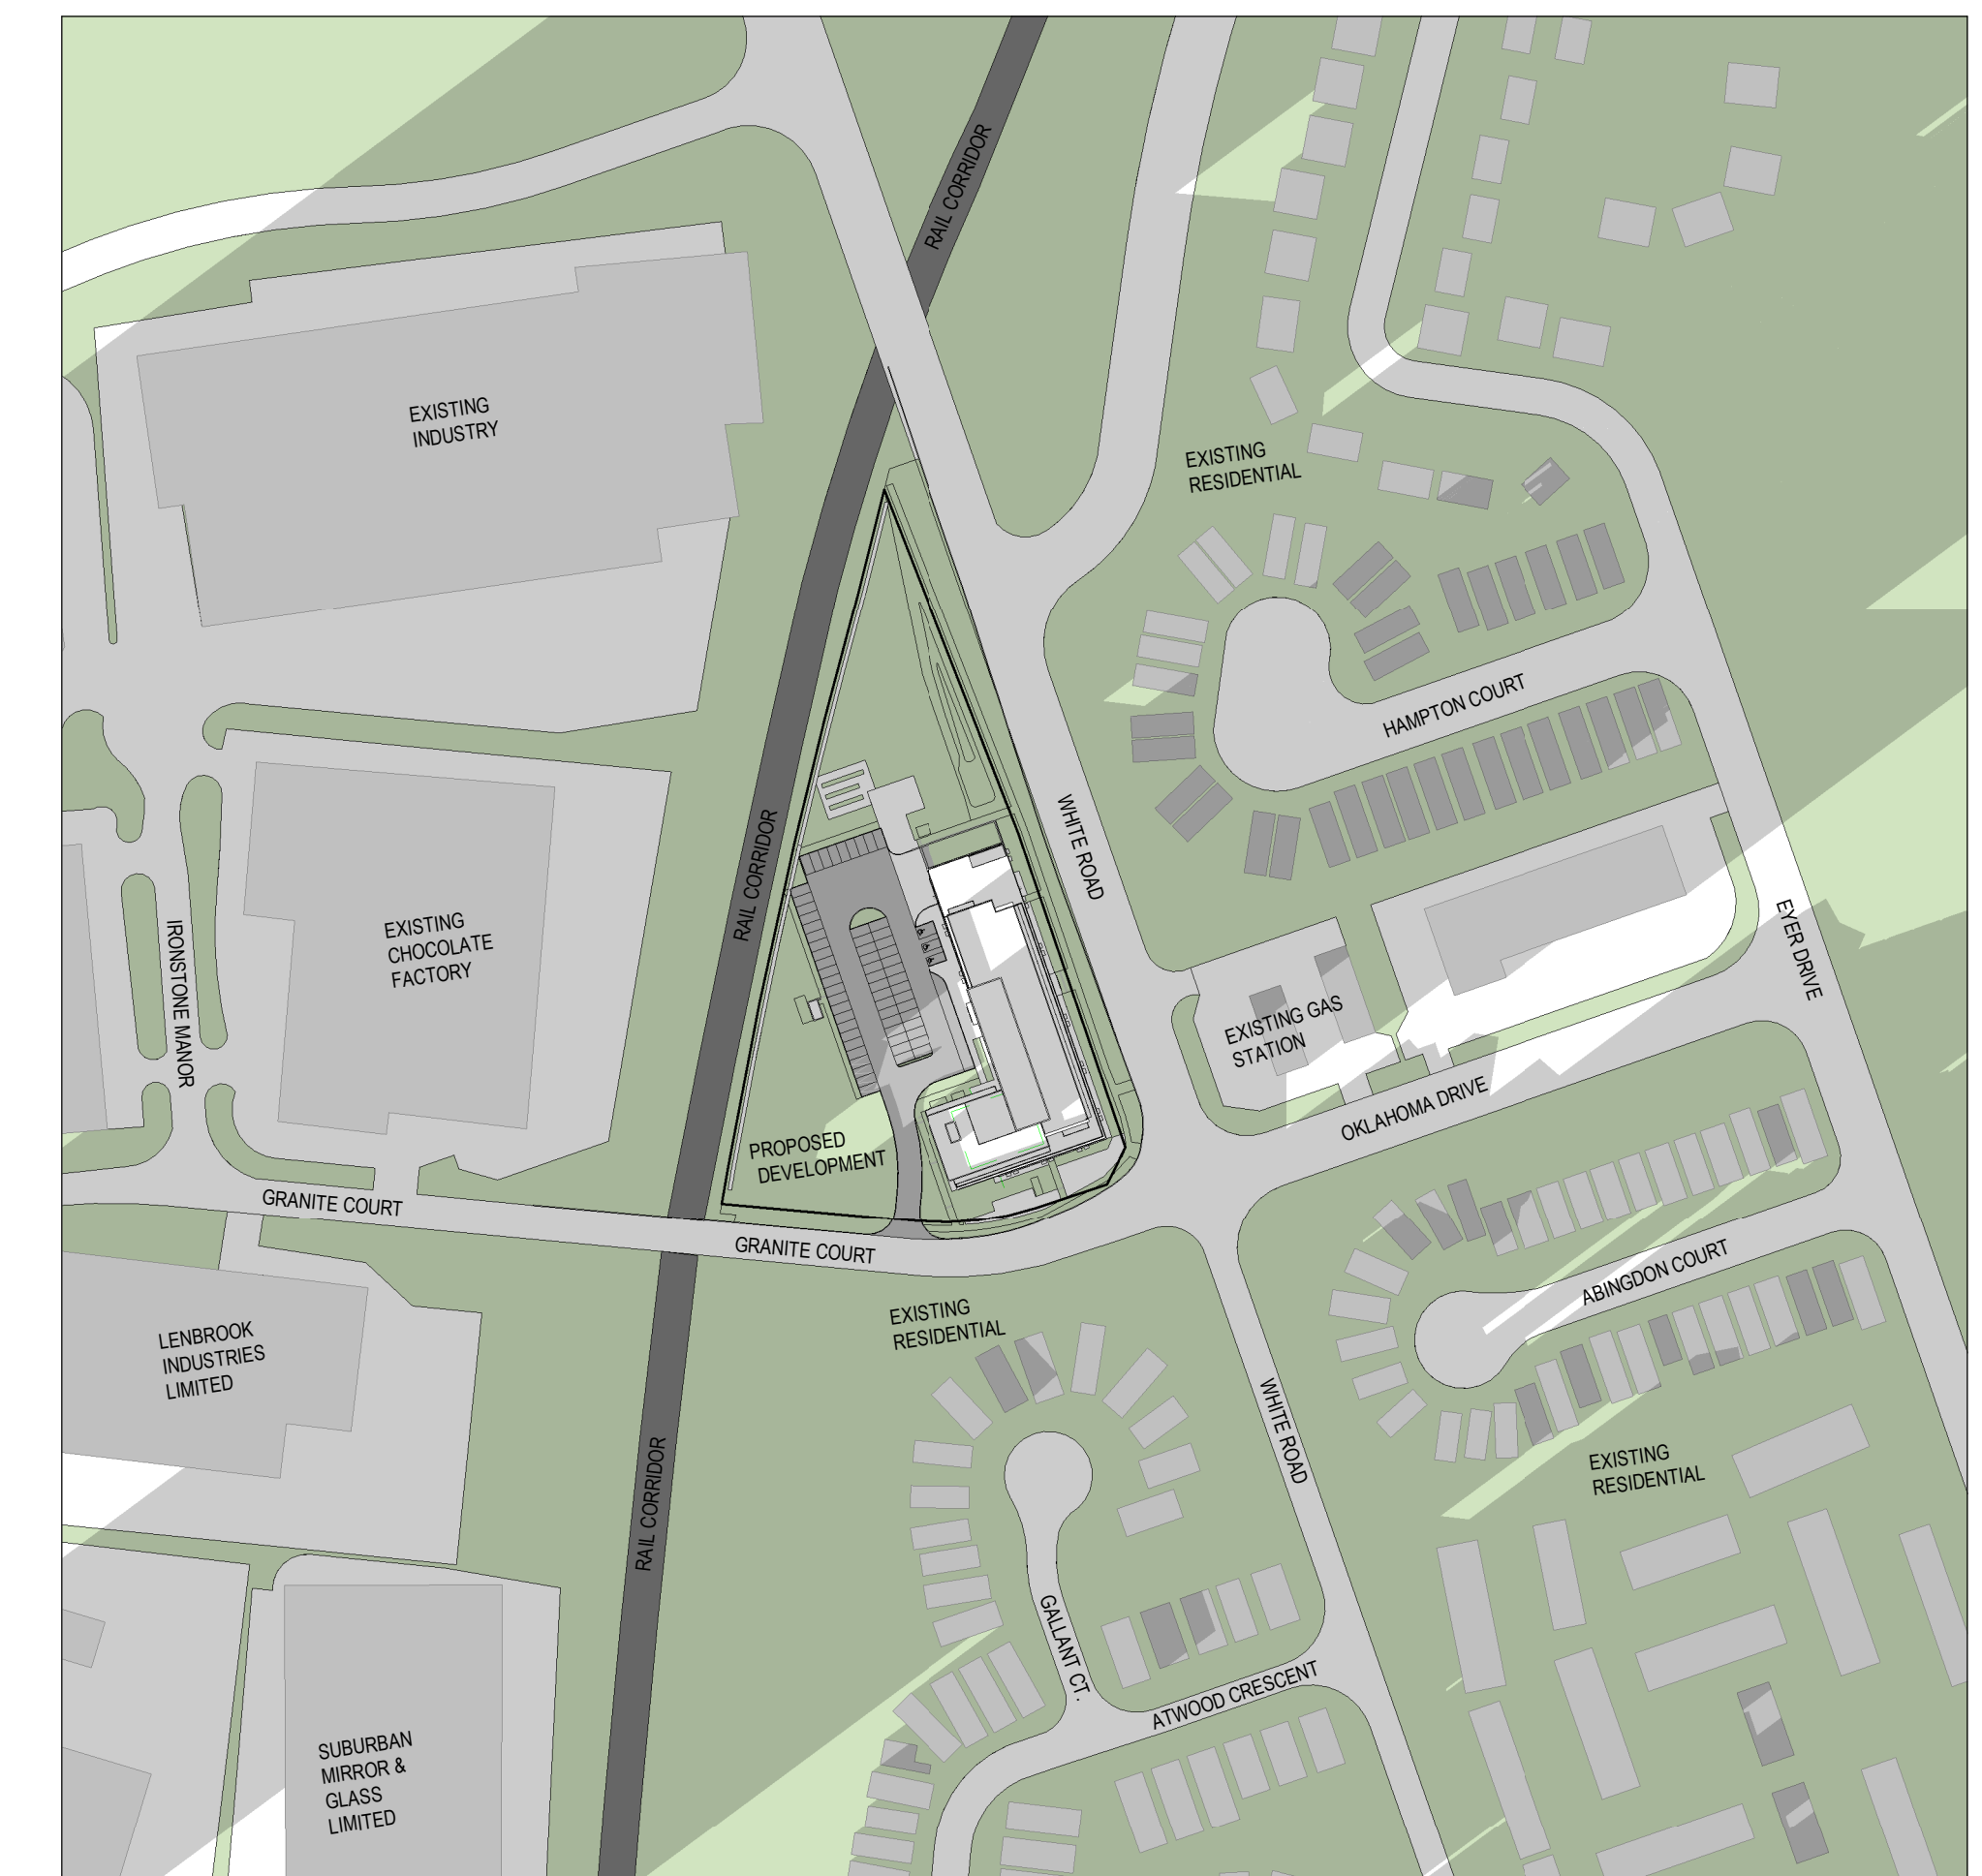 RAIL CORRIDOR
EXISTING
INDUSTRY
EXISTING
RESIDENTIAL
HAMPTON COURT
WHITE ROAD
RAIL CORRIDOR
EXISTING
CHOCOLATE
FACTORY
IRONSTONE MANOR
EYER DRIVE
EXISTING GAS
STATION
OKLAHOMA DRIVE
PROPOSED
DEVELOPMENT
GRANITE COURT
GRANITE COURT
ABINGDON COURT
EXISTING
RESIDENTIAL
LENBROOK
INDUSTRIES
LIMITED
WHITE ROAD
EXISTING
RESIDENTIAL
RAIL CORRIDOR
GALLANT CT.
ATWOOD CRESCENT
SUBURBAN
MIRROR &
GLASS
LIMITED